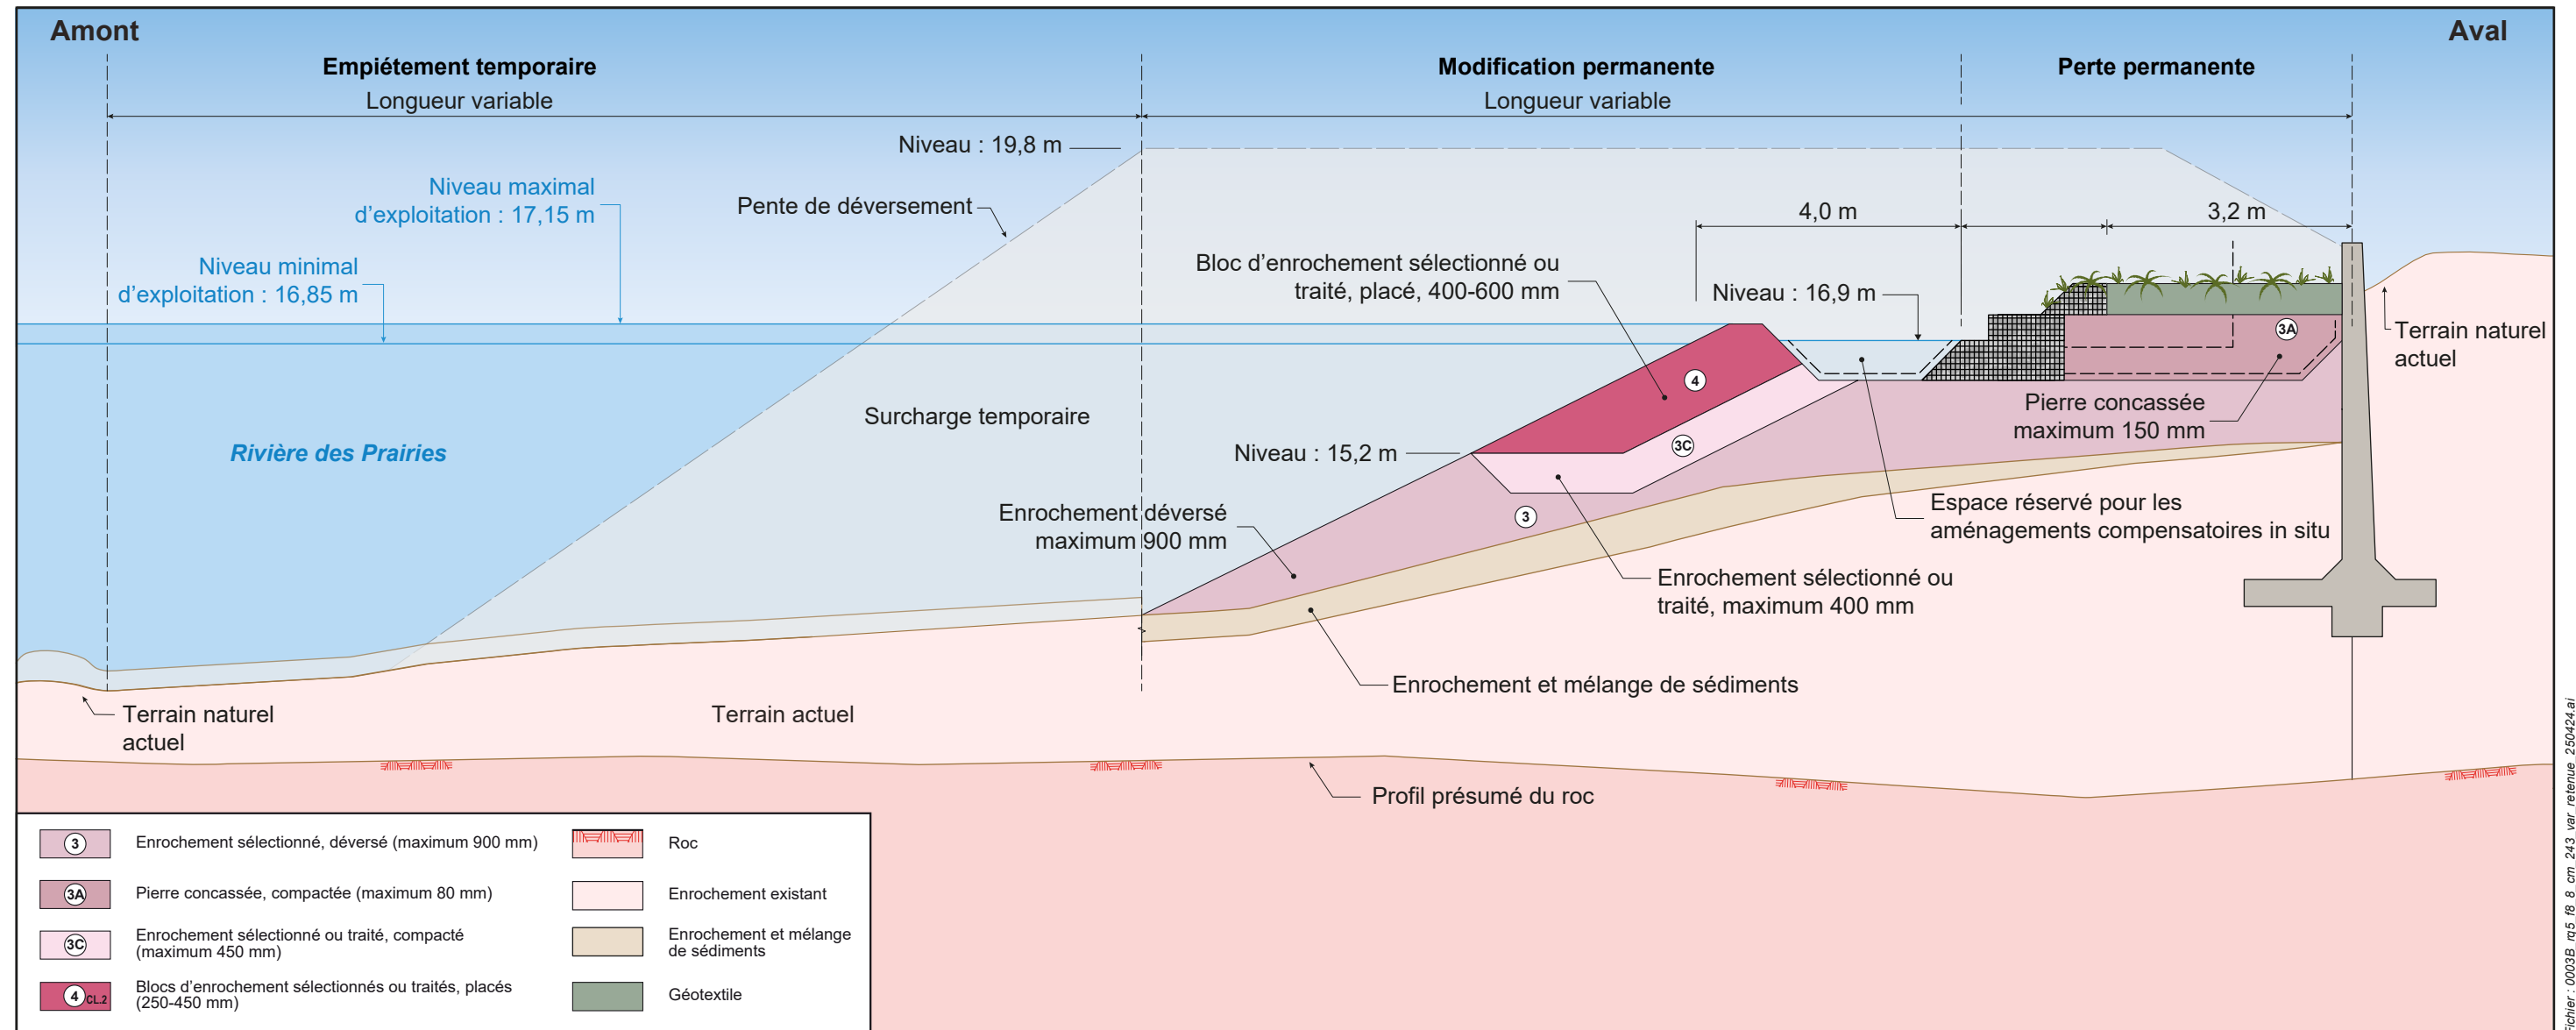 Amont
Aval
Empiétement temporaire
Longueur variable
Modification permanente
Longueur variable
Perte permanente
Niveau : 19,8 m
Niveau maximal
d'exploitation : 17,15 m
Pente de déversement
4,0 m
3,2 m
Niveau minimal
d'exploitation : 16,85 m
Bloc d'enrochement sélectionné ou
traité, placé, 400-600 mm
Niveau : 16,9 m
3A
Terrain naturel
actuel
4
Surcharge temporaire
Pierre concassée
maximum 150 mm
Rivière des Prairies
Niveau : 15,2 m
3C
Enrochement déversé
maximum 900 mm
3
Espace réservé pour les
aménagements compensatoires in situ
Enrochement sélectionné ou
traité, maximum 400 mm
Enrochement et mélange de sédiments
Terrain naturel
actuel
Terrain actuel
Profil présumé du roc
3
Enrochement sélectionné, déversé (maximum 900 mm)
3A
Pierre concassée, compactée (maximum 80 mm)
3C
Enrochement sélectionné ou traité, compacté
(maximum 450 mm)
4 CL.2
Blocs d'enrochement sélectionnés ou traités, placés
(250-450 mm)
Roc
Enrochement existant
Enrochement et mélange
de sédiments
Géotextile
Fichier : 0003B_rq5_f8_8_cm_243_var_retenue_250424.ai